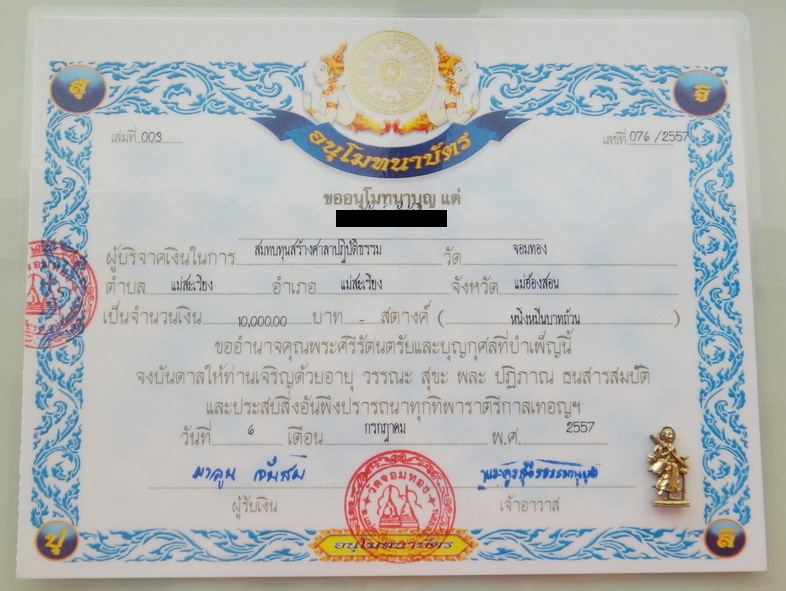 สุ
จิ
อนุโมทนาบัตร
เล่มที่ 003
เลขที่ 076 /2557
ขออนุโมทนาบุญ แด่
ผู้บริจาคเงินในการ สมทบทุนสร้างศาลาปฏิบัติธรรม วัด จอมทอง
ตำบล แม่สะเรียง อำเภอ แม่สะเรียง จังหวัด แม่ฮ่องสอน
เป็นจำนวนเงิน 10,000.00 บาท - สตางค์ ( หนึ่งหมื่นบาทถ้วน )
ขออำนาจคุณพระศรีรัตนตรัยและบุญกุศลที่บำเพ็ญนี้
จงบันดาลให้ท่านเจริญด้วยอายุ วรรณะ สุขะ พละ ปฏิภาณ ธนสารสมบัติ
และประสบสิ่งอันพึงปรารถนาทุกทิพาราตรีกาลเทอญฯ
วันที่ 6 เดือน กรกฎาคม พ.ศ. 2557
ผู้รับเงิน
เจ้าอาวาส
วัดจอมทอง
ปุ
อนุโมทนาบัตร
ลิ